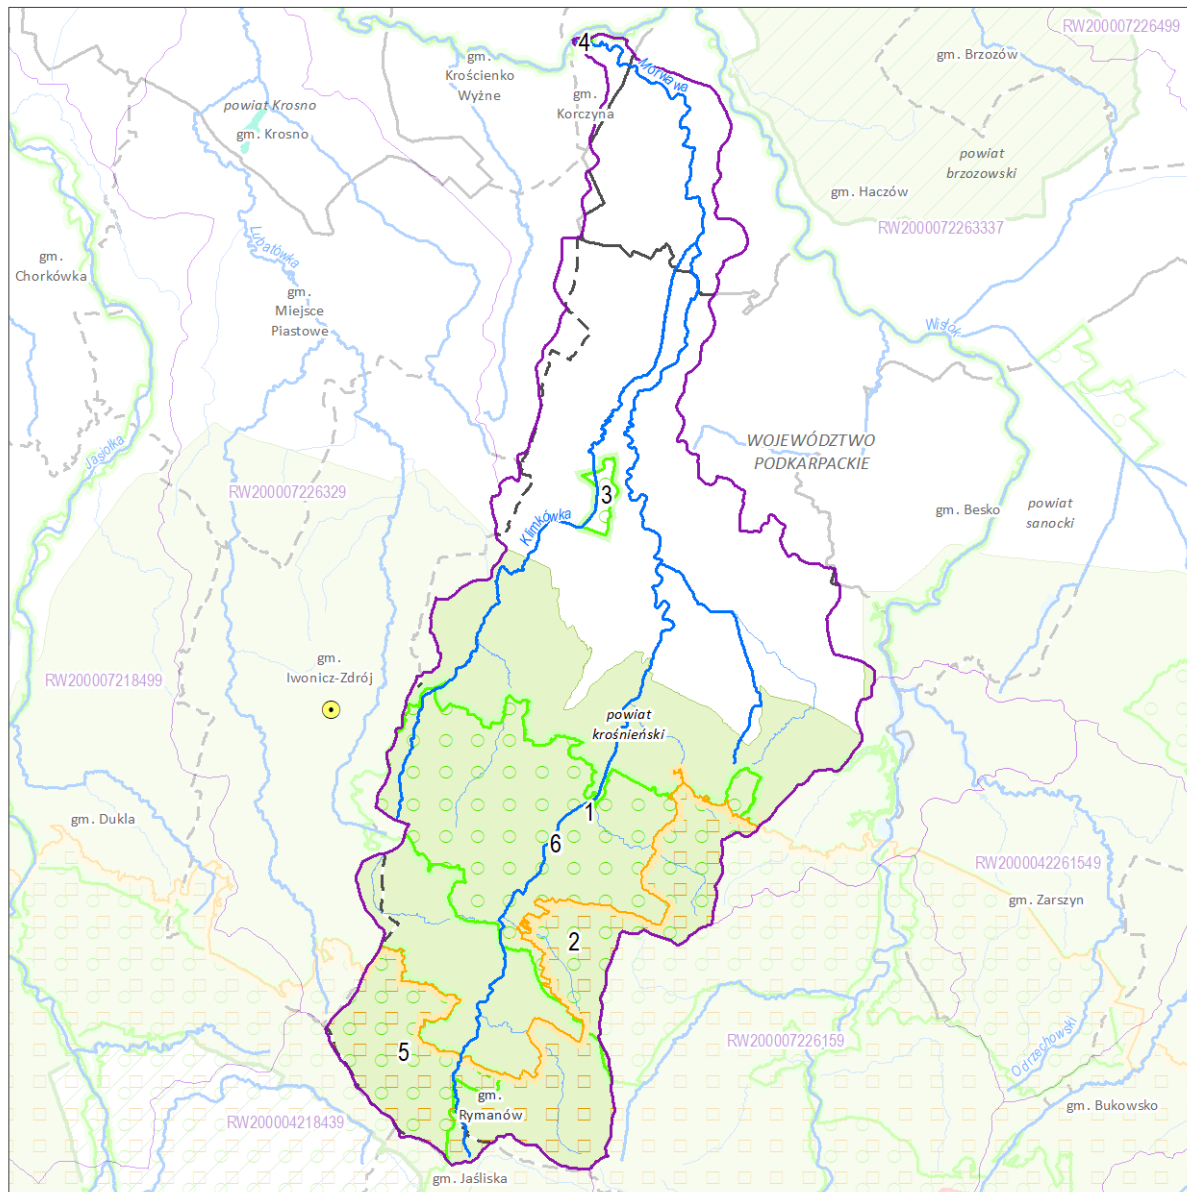 RW200007226499
gm. Brzozów
4
gm.
Krościenko
Wyżne
Morwawa
gm.
Korczyna
powiat Krosno
gm. Krosno
powiat
brzozowski
gm. Haczów
RW2000072263337
Lubatówka
gm.
Chorkówka
gm.
Miejsce
Piastowe
Wisłok
Jasiołka
WOJEWÓDZTWO
PODKARPACKIE
RW200007226329
3
gm. Besko
powiat
sanocki
Klimkówka
gm.
Iwonicz-Zdrój
RW200007218499
powiat
krośnieński
1
gm. Dukla
6
RW2000042261549
gm. Zarszyn
2
RW200007226159
Odrzechowski
5
gm.
Rymanów
gm. Bukowsko
RW200004218439
gm. Jaśliska